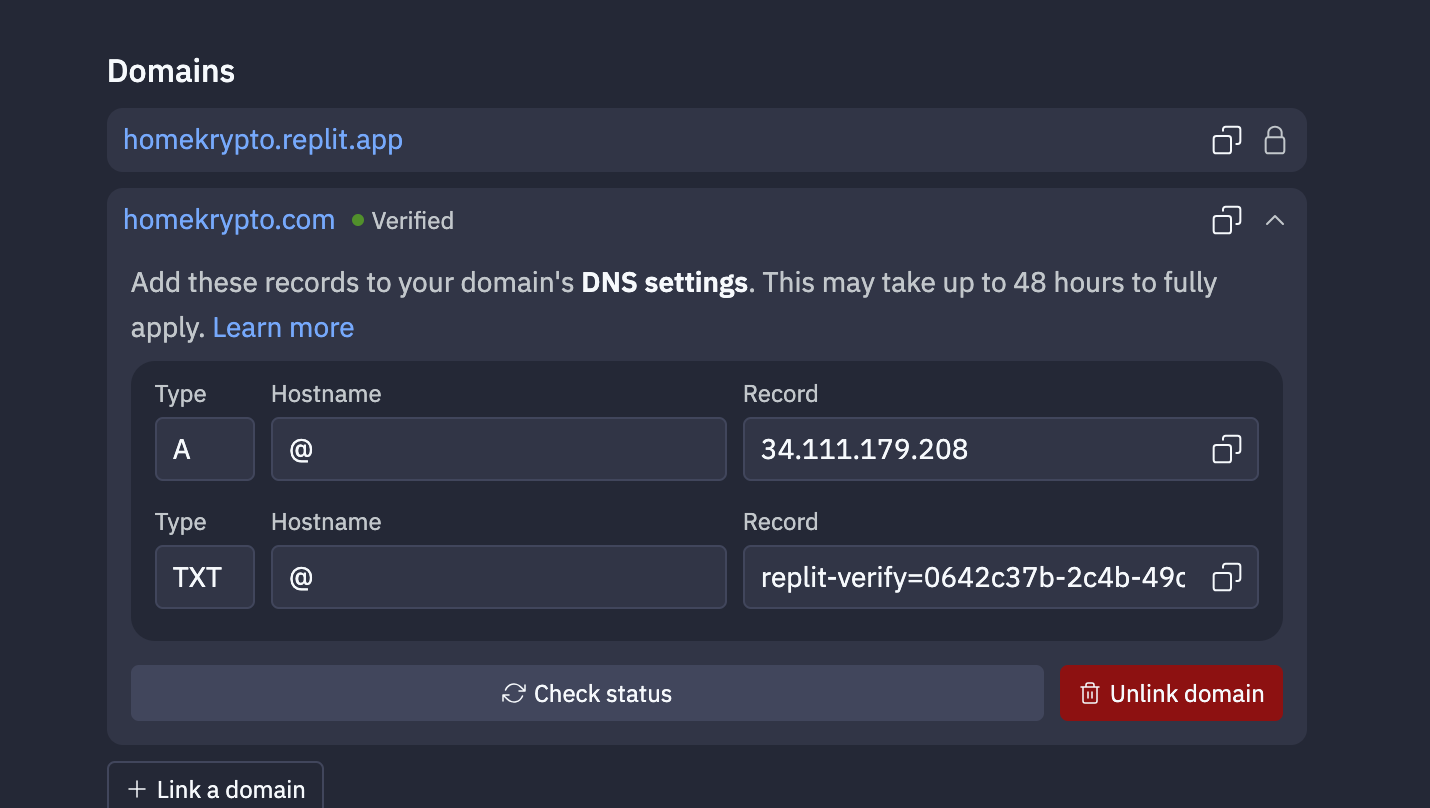 Domains
homekrypto.replit.app
homekrypto.com Verified
Add these records to your domain's DNS settings. This may take up to 48 hours to fully
apply. Learn more
Type Hostname Record
A @ 34.111.179.208
Type Hostname Record
TXT @ replit-verify=0642c37b-2c4b-49
Check status Unlink domain
+ Link a domain